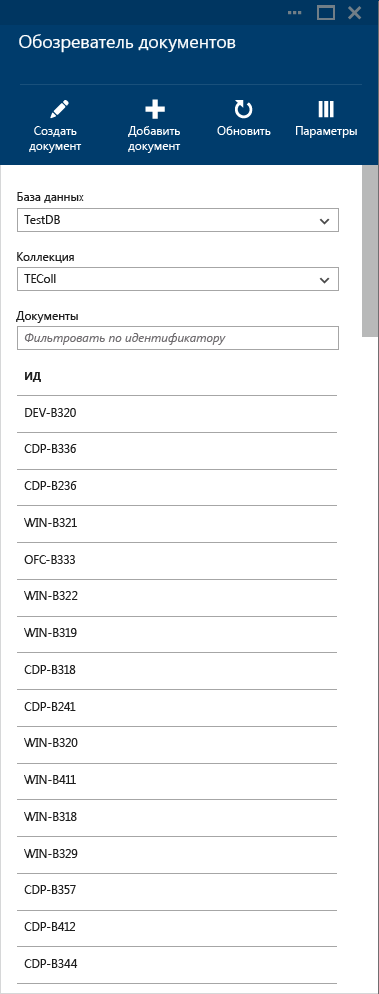 Обозреватель документов
Создать документ
Добавить документ
Обновить
Параметры
База данных
TestDB
Коллекция
TEColl
Документы
Фильтровать по идентификатору
ИД
DEV-B320
CDP-B336
CDP-B236
WIN-B321
OFC-B333
WIN-B322
WIN-B319
CDP-B318
CDP-B241
WIN-B320
WIN-B411
WIN-B318
WIN-B329
CDP-B357
CDP-B412
CDP-B344